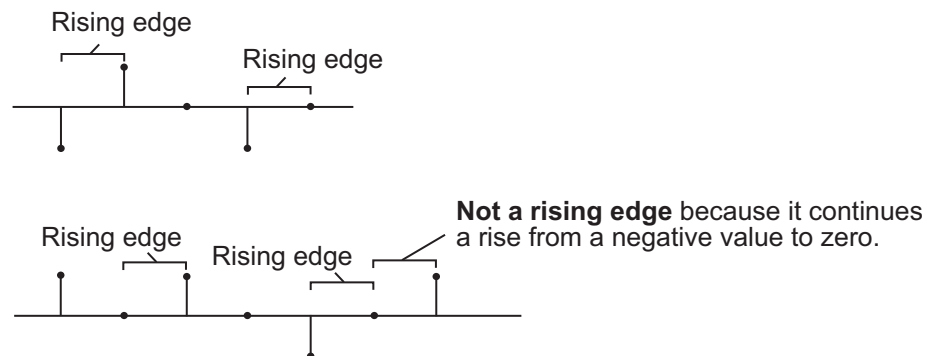 Rising edge
Rising edge
Not a rising edge because it continues
a rise from a negative value to zero.
Rising edge
Rising edge